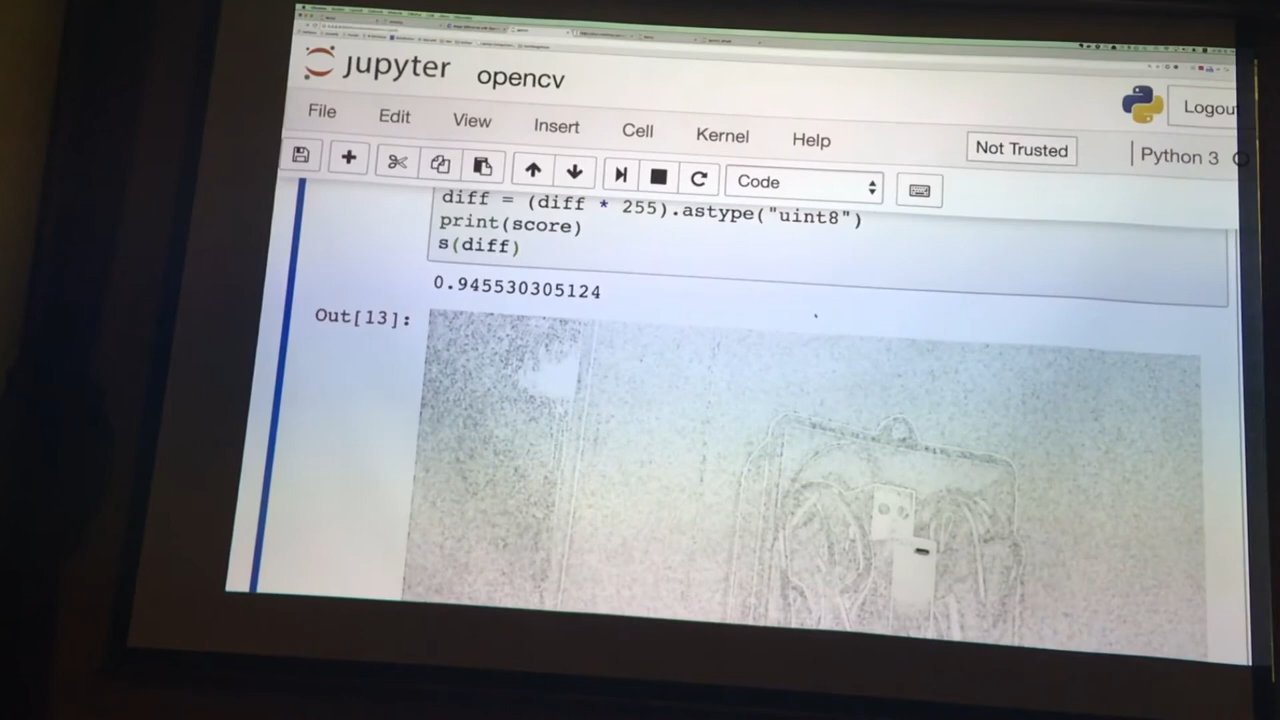 jupyter opencv
Logou
File Edit View Insert Cell Kernel Help
Not Trusted
Python 3
Code
diff = (diff * 255).astype("uint8")
print(score)
s(diff)
0.945530305124
Out[13]: